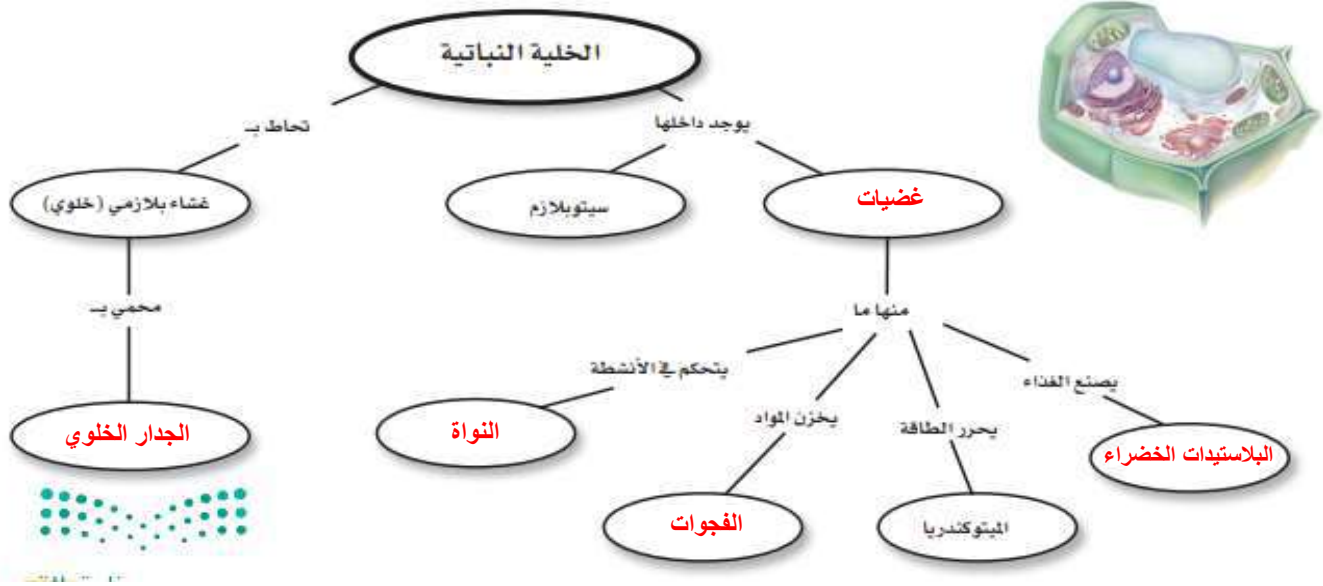 الخلية النباتية
تحاط بـ
يوجد داخلها
غشاء بلازمي (خلوي)
سيتوبلازم
غضيات
محمي بـ
منها ما
يتحكم في الأنشطة
يخزن المواد
يحرر الطاقة
يصنع الغذاء
الجدار الخلوي
النواة
الفجوات
الميتوكندريا
البلاستيدات الخضراء